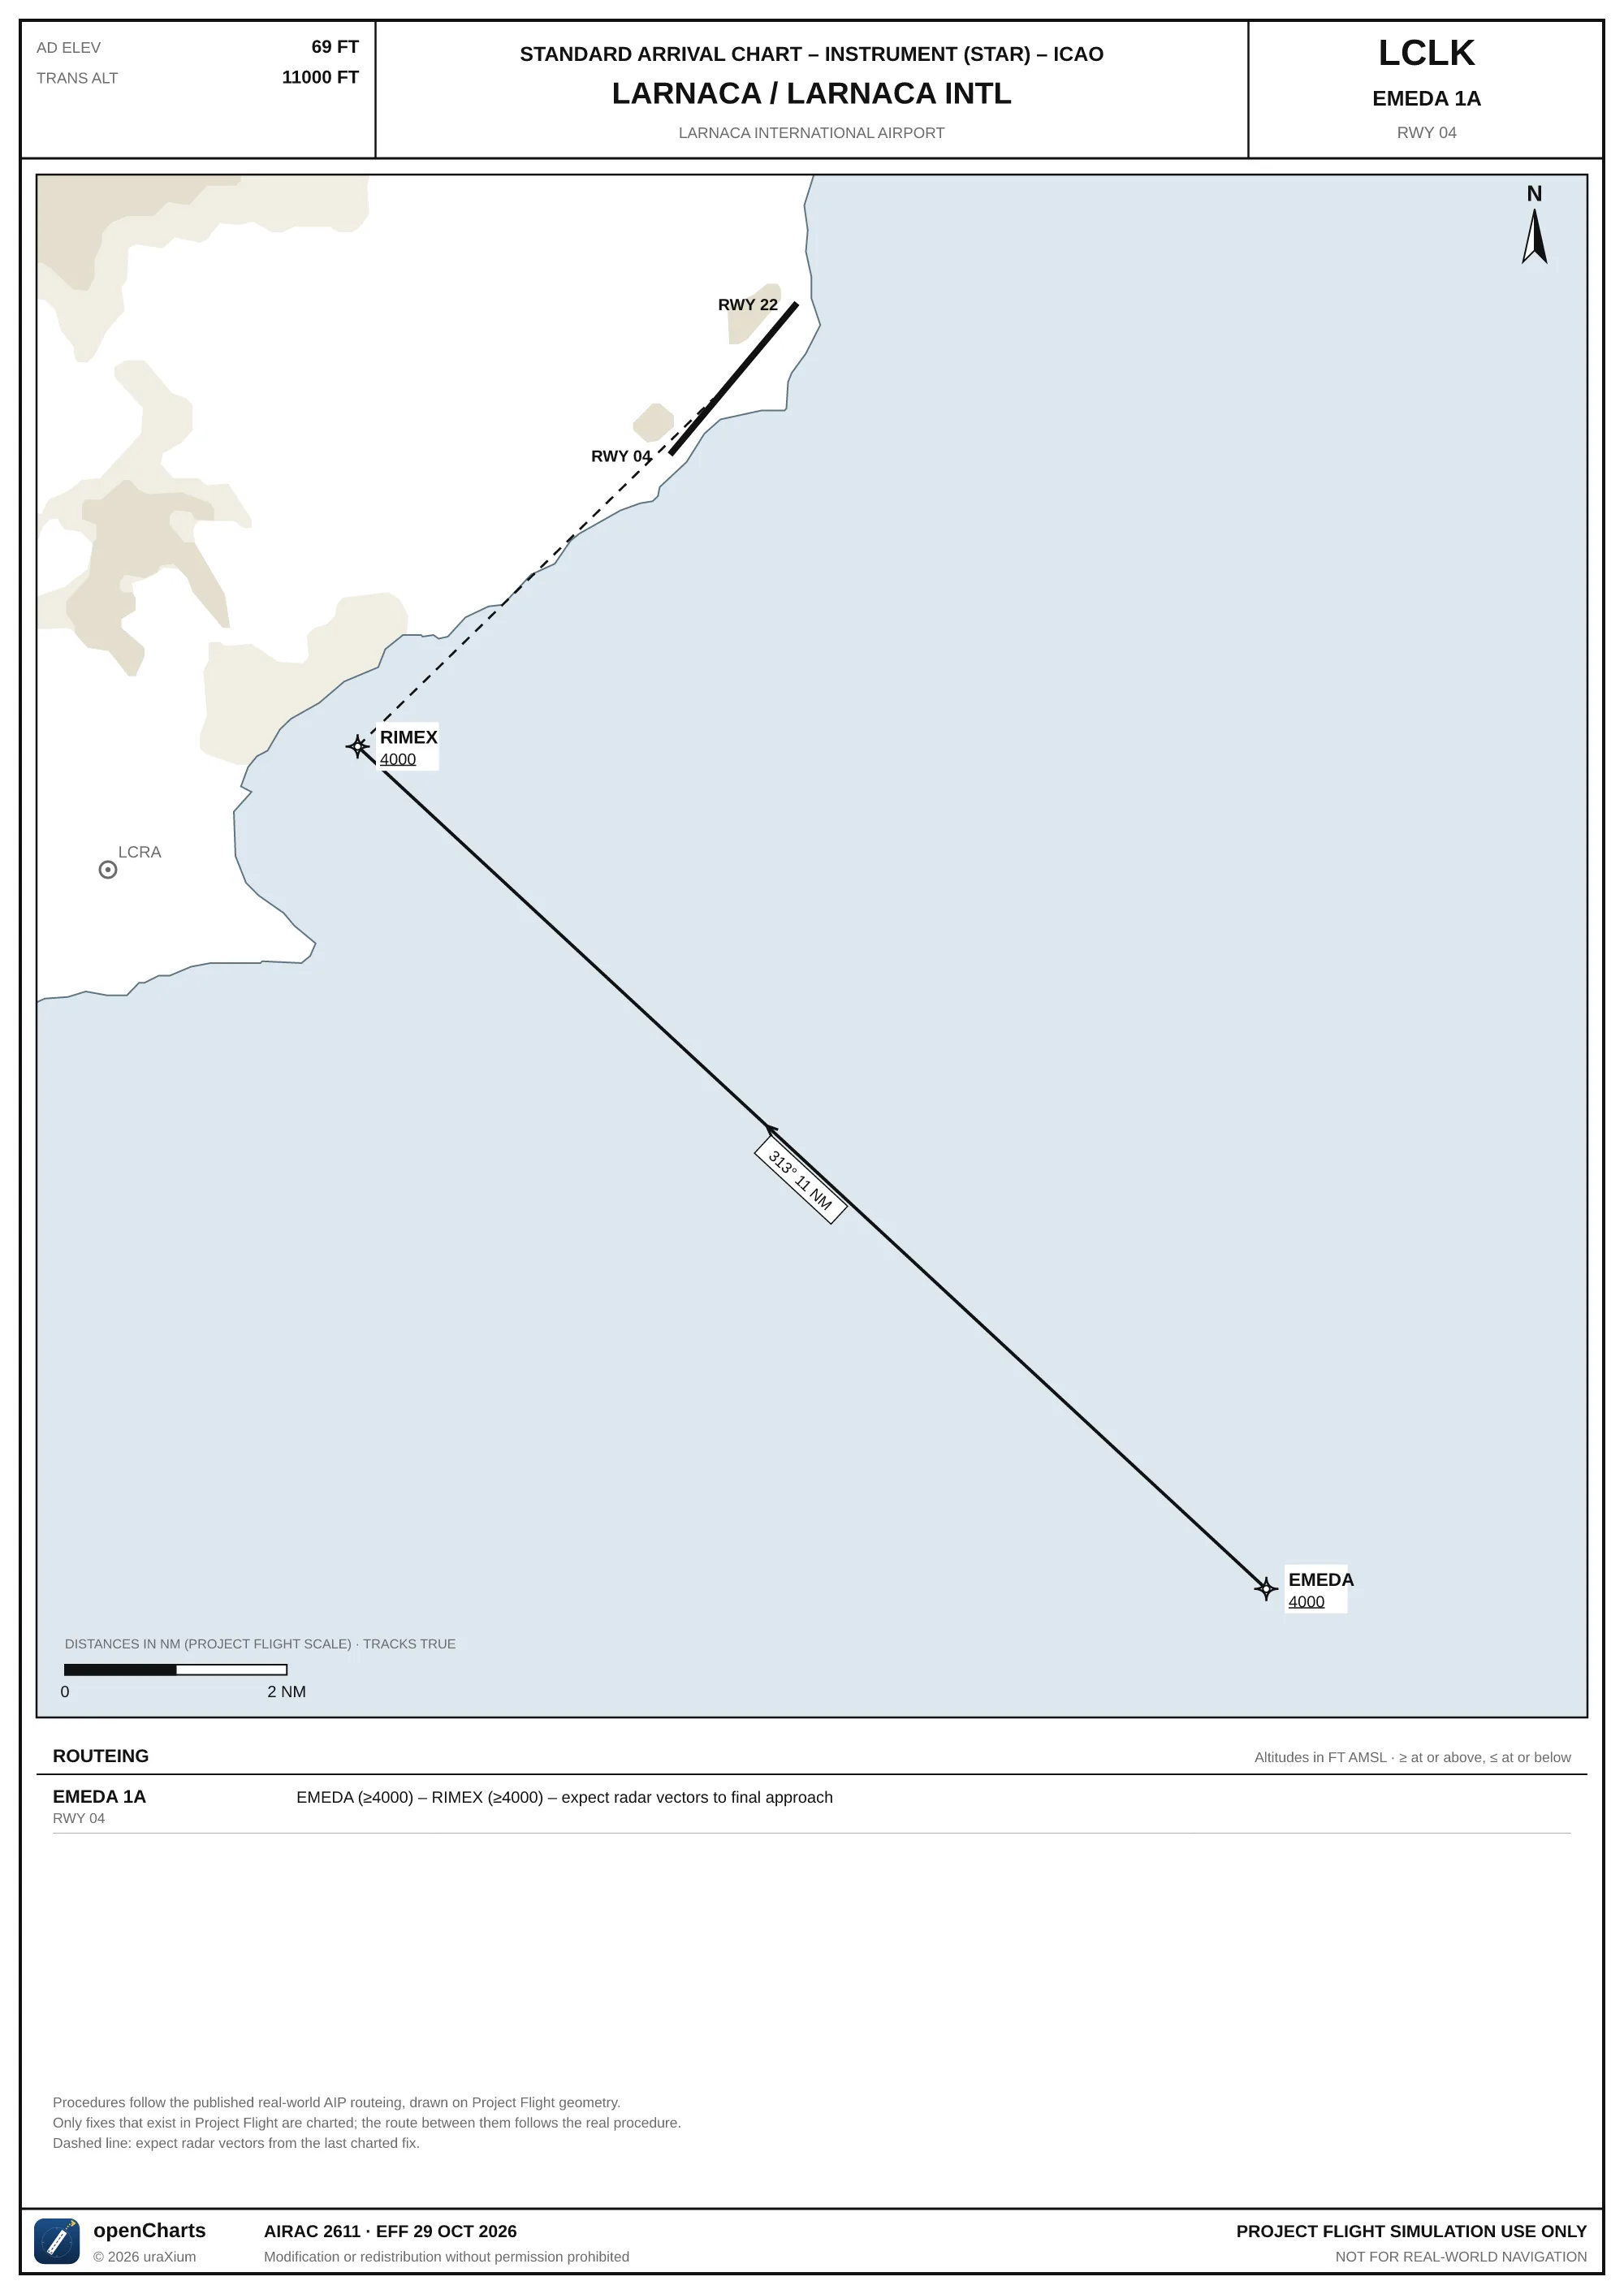 AD ELEV 69 FT
TRANS ALT 11000 FT
STANDARD ARRIVAL CHART – INSTRUMENT (STAR) – ICAO
LARNACA / LARNACA INTL
LARNACA INTERNATIONAL AIRPORT
LCLK
EMEDA 1A
RWY 04
N
RWY 22
RWY 04
RIMEX
4000
LCRA
313° 11 NM
EMEDA
4000
DISTANCES IN NM (PROJECT FLIGHT SCALE) · TRACKS TRUE
0 2 NM
ROUTEING Altitudes in FT AMSL · ≥ at or above, ≤ at or below
EMEDA 1A EMEDA (≥4000) – RIMEX (≥4000) – expect radar vectors to final approach
RWY 04
Procedures follow the published real-world AIP routeing, drawn on Project Flight geometry.
Only fixes that exist in Project Flight are charted; the route between them follows the real procedure.
Dashed line: expect radar vectors from the last charted fix.
openCharts AIRAC 2611 · EFF 29 OCT 2026 PROJECT FLIGHT SIMULATION USE ONLY
© 2026 uraXium Modification or redistribution without permission prohibited NOT FOR REAL-WORLD NAVIGATION